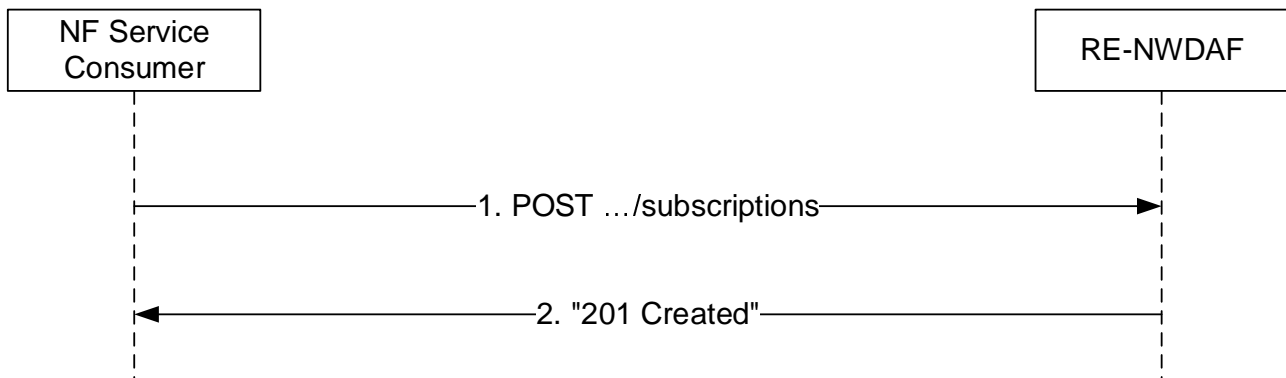 NF Service
Consumer
RE-NWDAF
1. POST …/subscriptions
2. "201 Created"